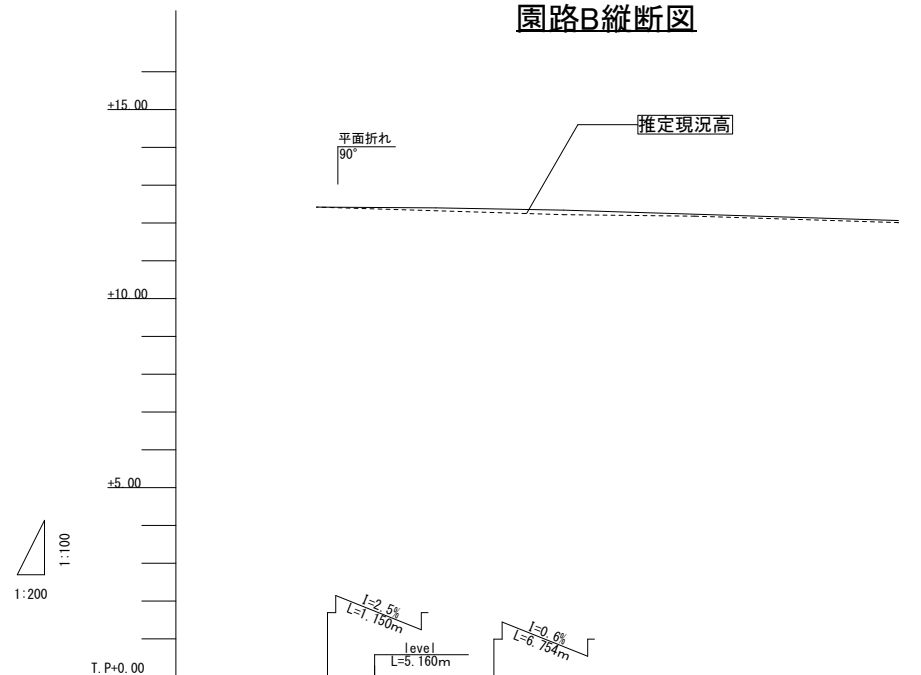 園路B縦断図
+15.00
平面折れ
90°
推定現況高
+10.00
+5.00
1:100
1:200
I=2.5%
L=1.150m
level
L=5.160m
I=0.6%
L=6.754m
T.P+0.00